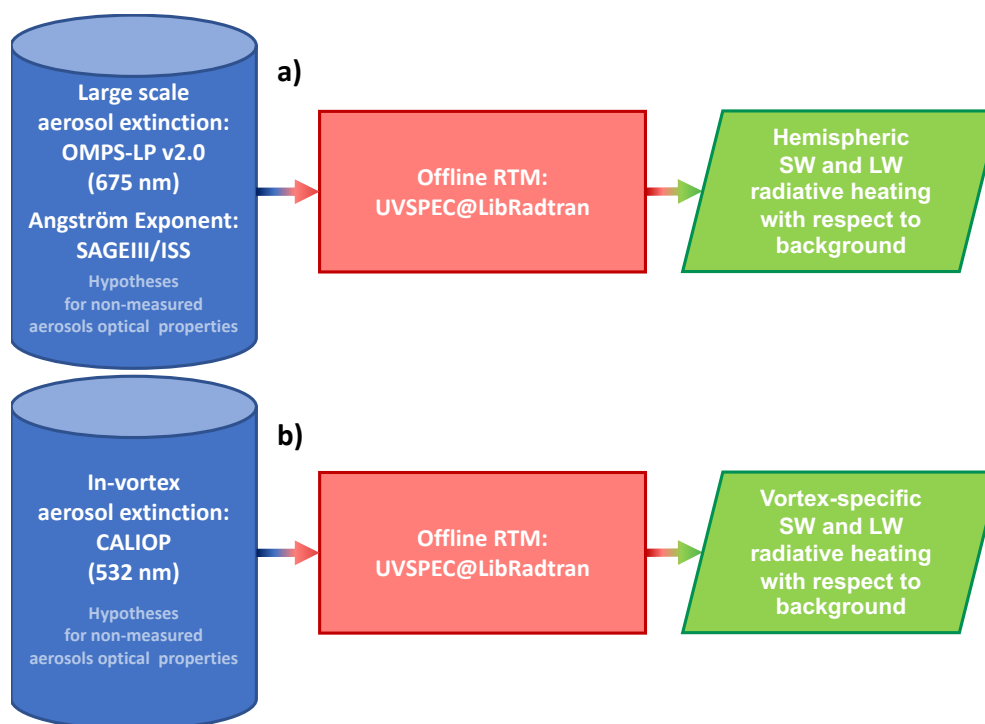 a)
Large scale
aerosol extinction:
OMPS-LP v2.0
(675 nm)
Angström Exponent:
SAGEIII/ISS
Hypotheses
for non-measured
aerosols optical properties
Offline RTM:
UVSPEC@LibRadtran
Hemispheric
SW and LW
radiative heating
with respect to
background
b)
In-vortex
aerosol extinction:
CALIOP
(532 nm)
Hypotheses
for non-measured
aerosols optical properties
Offline RTM:
UVSPEC@LibRadtran
Vortex-specific
SW and LW
radiative heating
with respect to
background